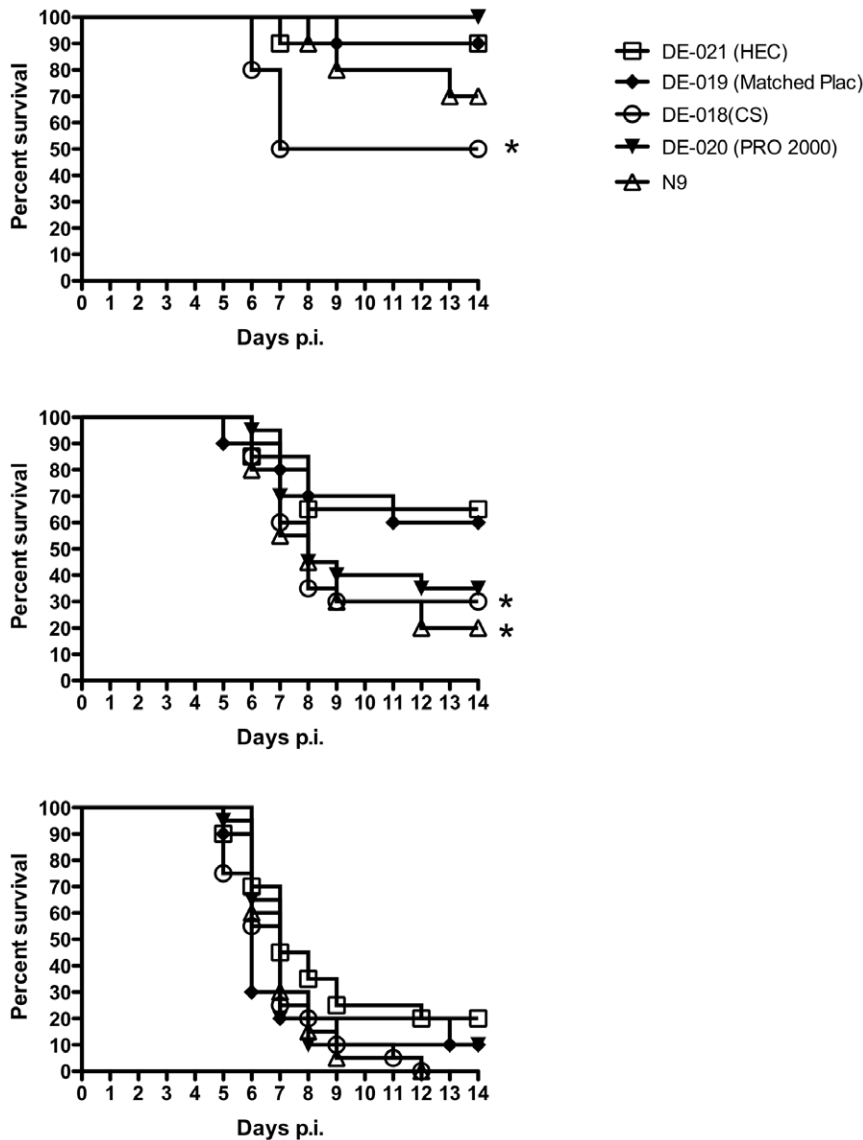 100
90
80
70
60
50
40
30
20
10
0
Percent survival
0 1 2 3 4 5 6 7 8 9 10 11 12 13 14
Days p.i.
*
DE-021 (HEC)
DE-019 (Matched Plac)
DE-018(CS)
DE-020 (PRO 2000)
N9
100
90
80
70
60
50
40
30
20
10
0
Percent survival
0 1 2 3 4 5 6 7 8 9 10 11 12 13 14
Days p.i.
*
*
100
90
80
70
60
50
40
30
20
10
0
Percent survival
0 1 2 3 4 5 6 7 8 9 10 11 12 13 14
Days p.i.